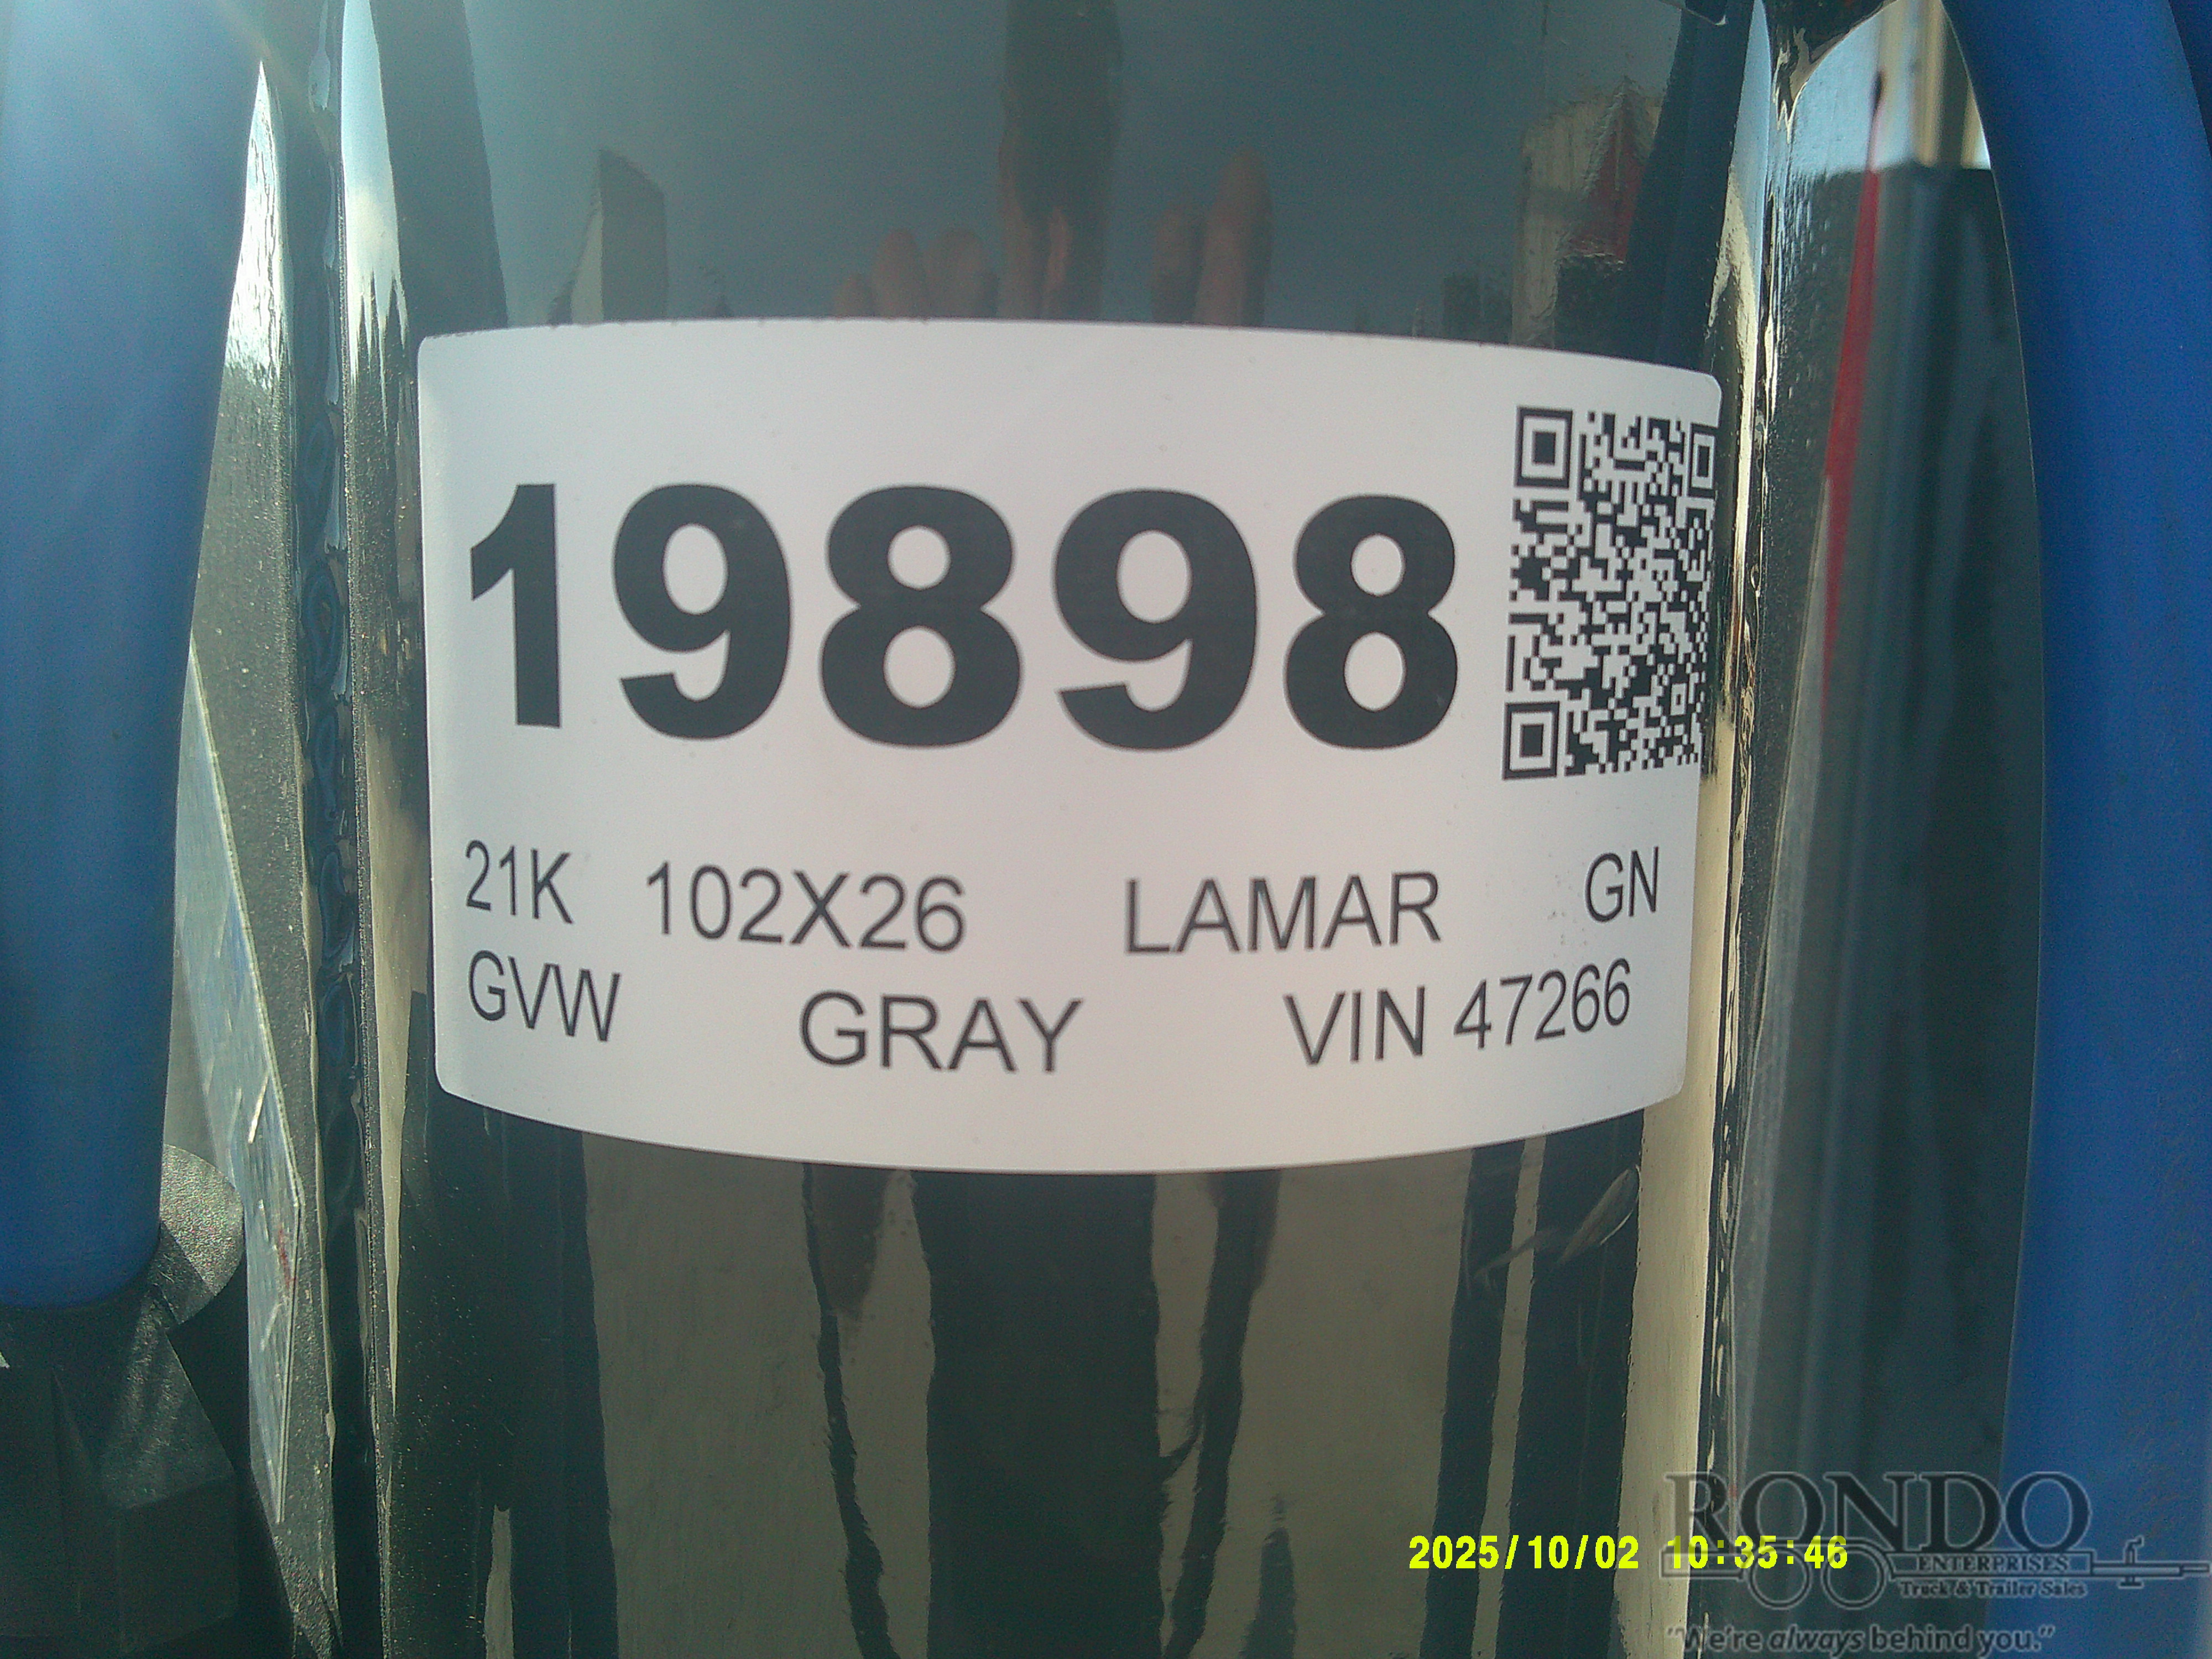 19898
21K 102X26 LAMAR GN
GVW GRAY VIN 47266
2025/10/02 10:35:46
RONDO
ENTERPRISES
Truck & Trailer Sales
"We're always behind you."